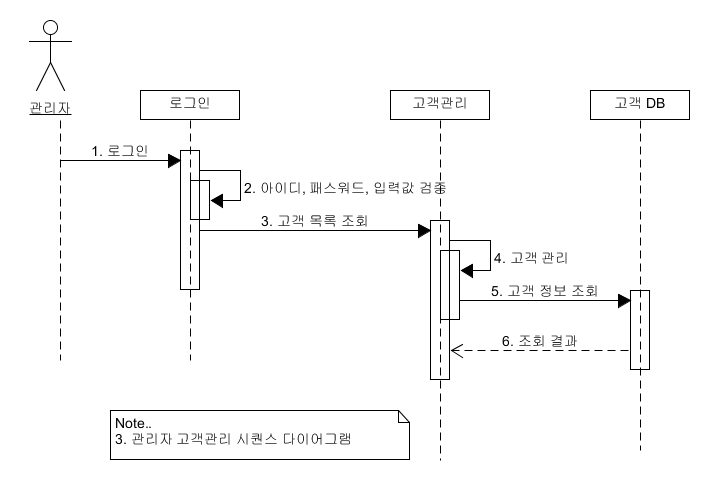 관리자
로그인
고객관리
고객 DB
1. 로그인
2. 아이디, 패스워드, 입력값 검증
3. 고객 목록 조회
4. 고객 관리
5. 고객 정보 조회
6. 조회 결과
Note..
3. 관리자 고객관리 시퀀스 다이어그램